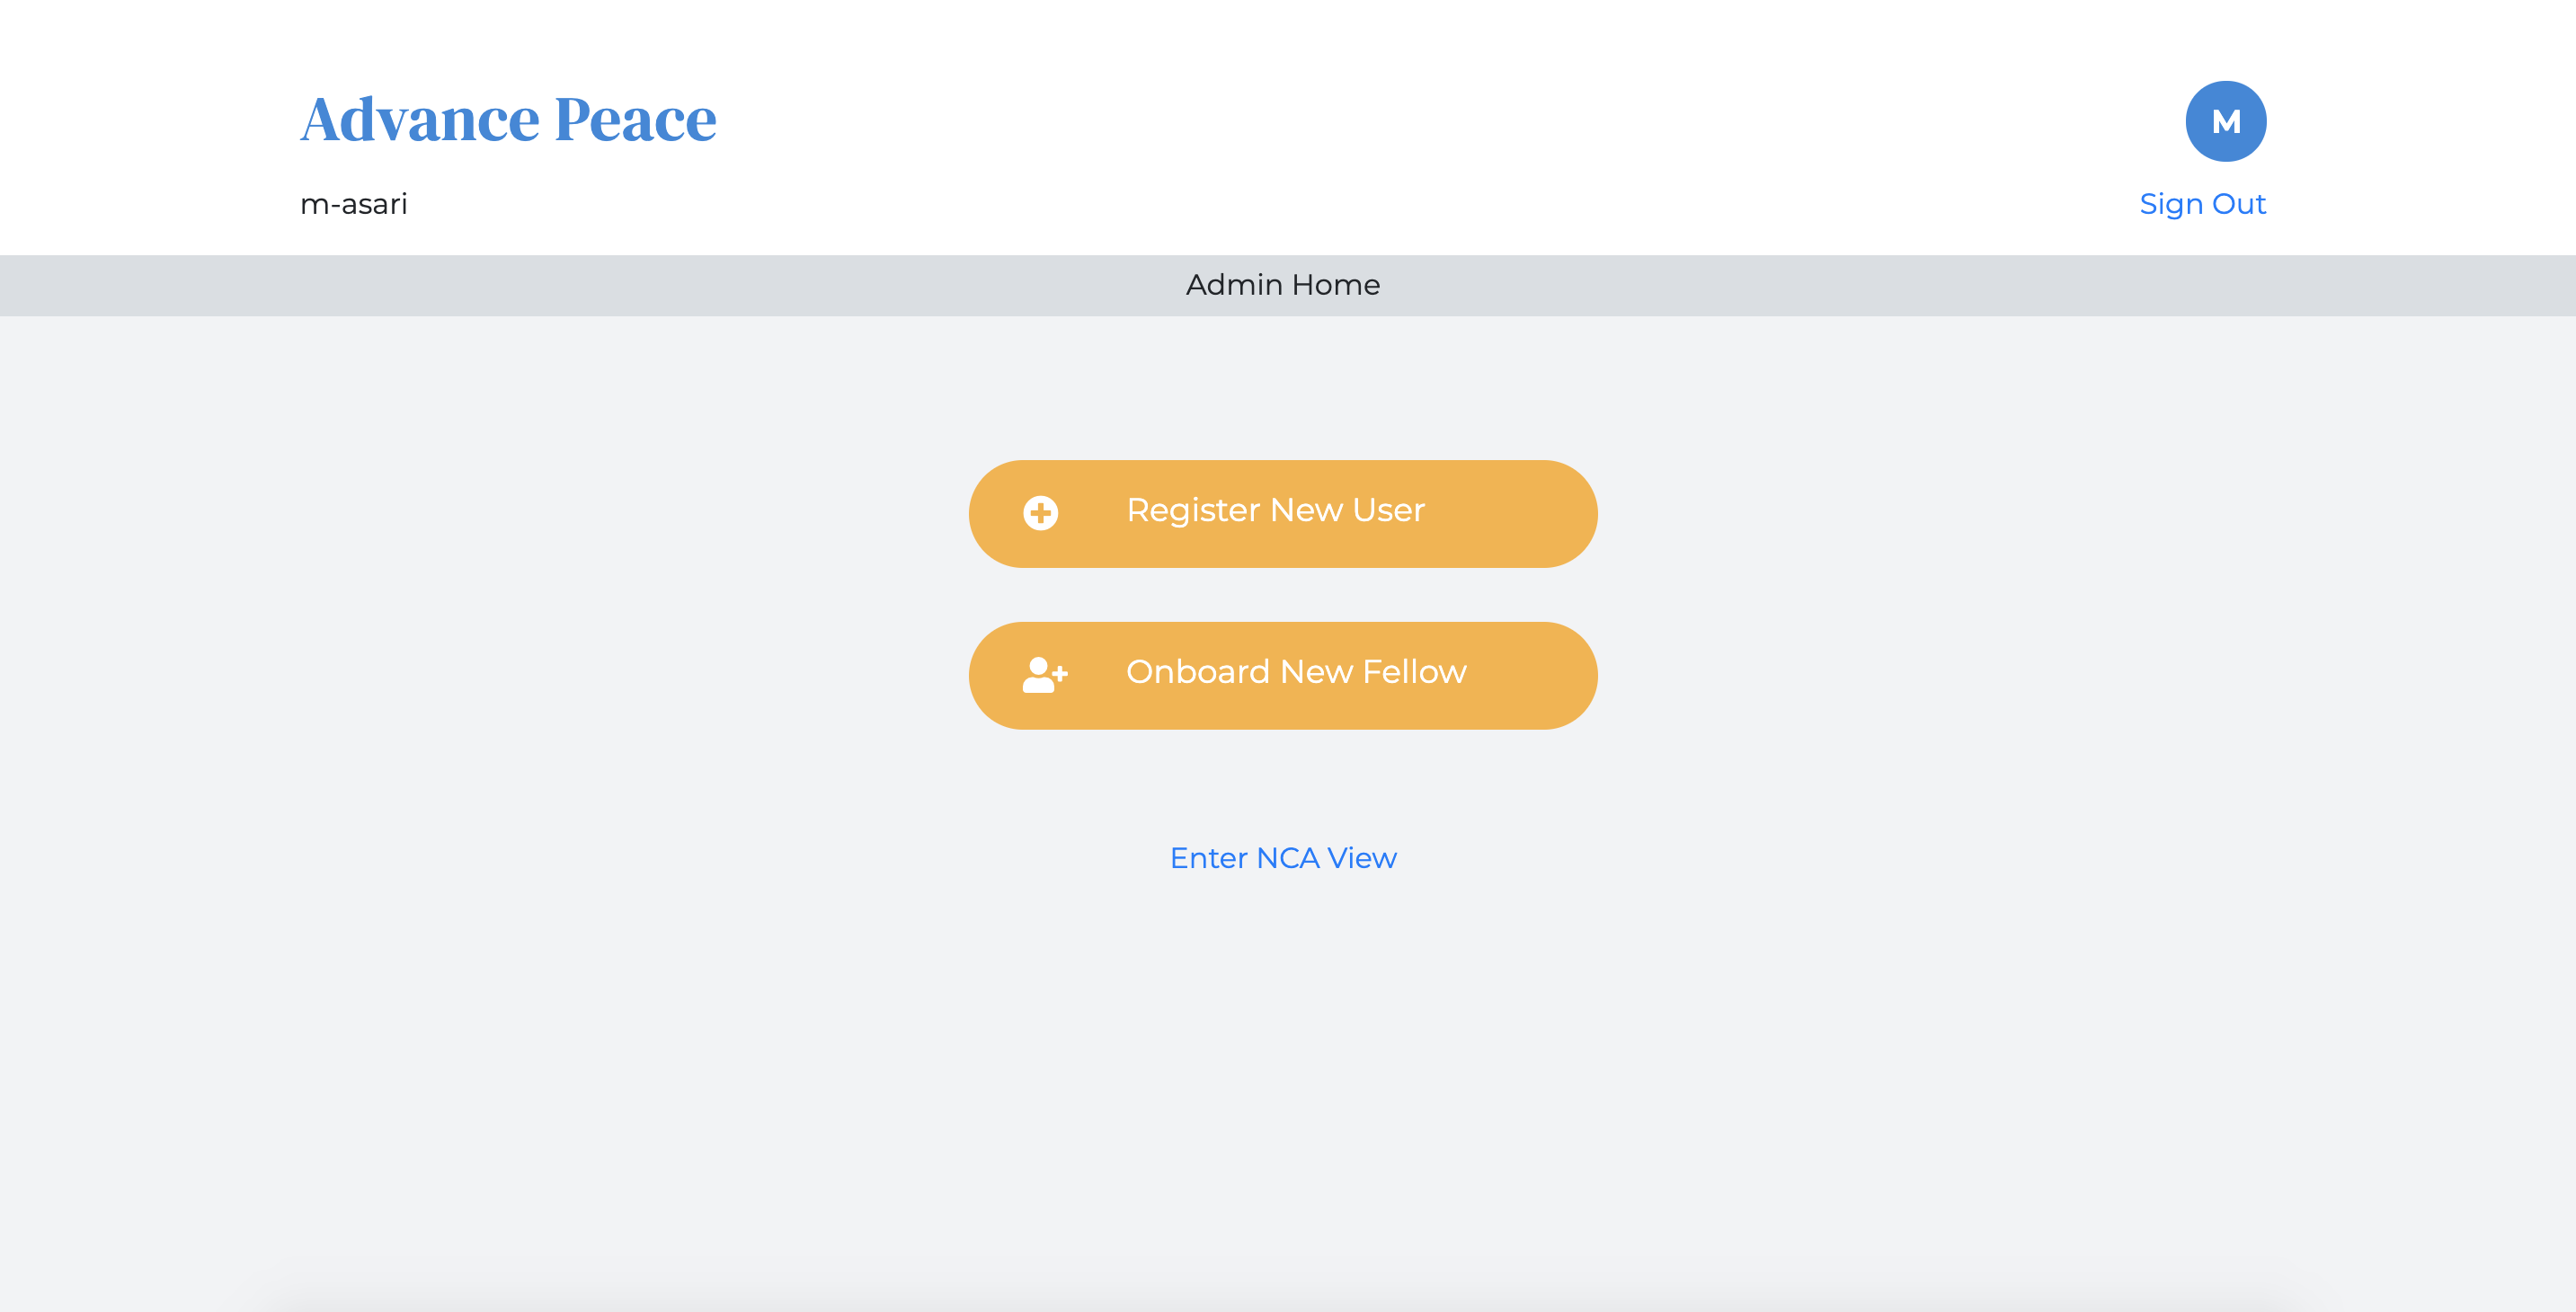 Advance Peace
M
m-asari
Sign Out
Admin Home
Register New User
Onboard New Fellow
Enter NCA View